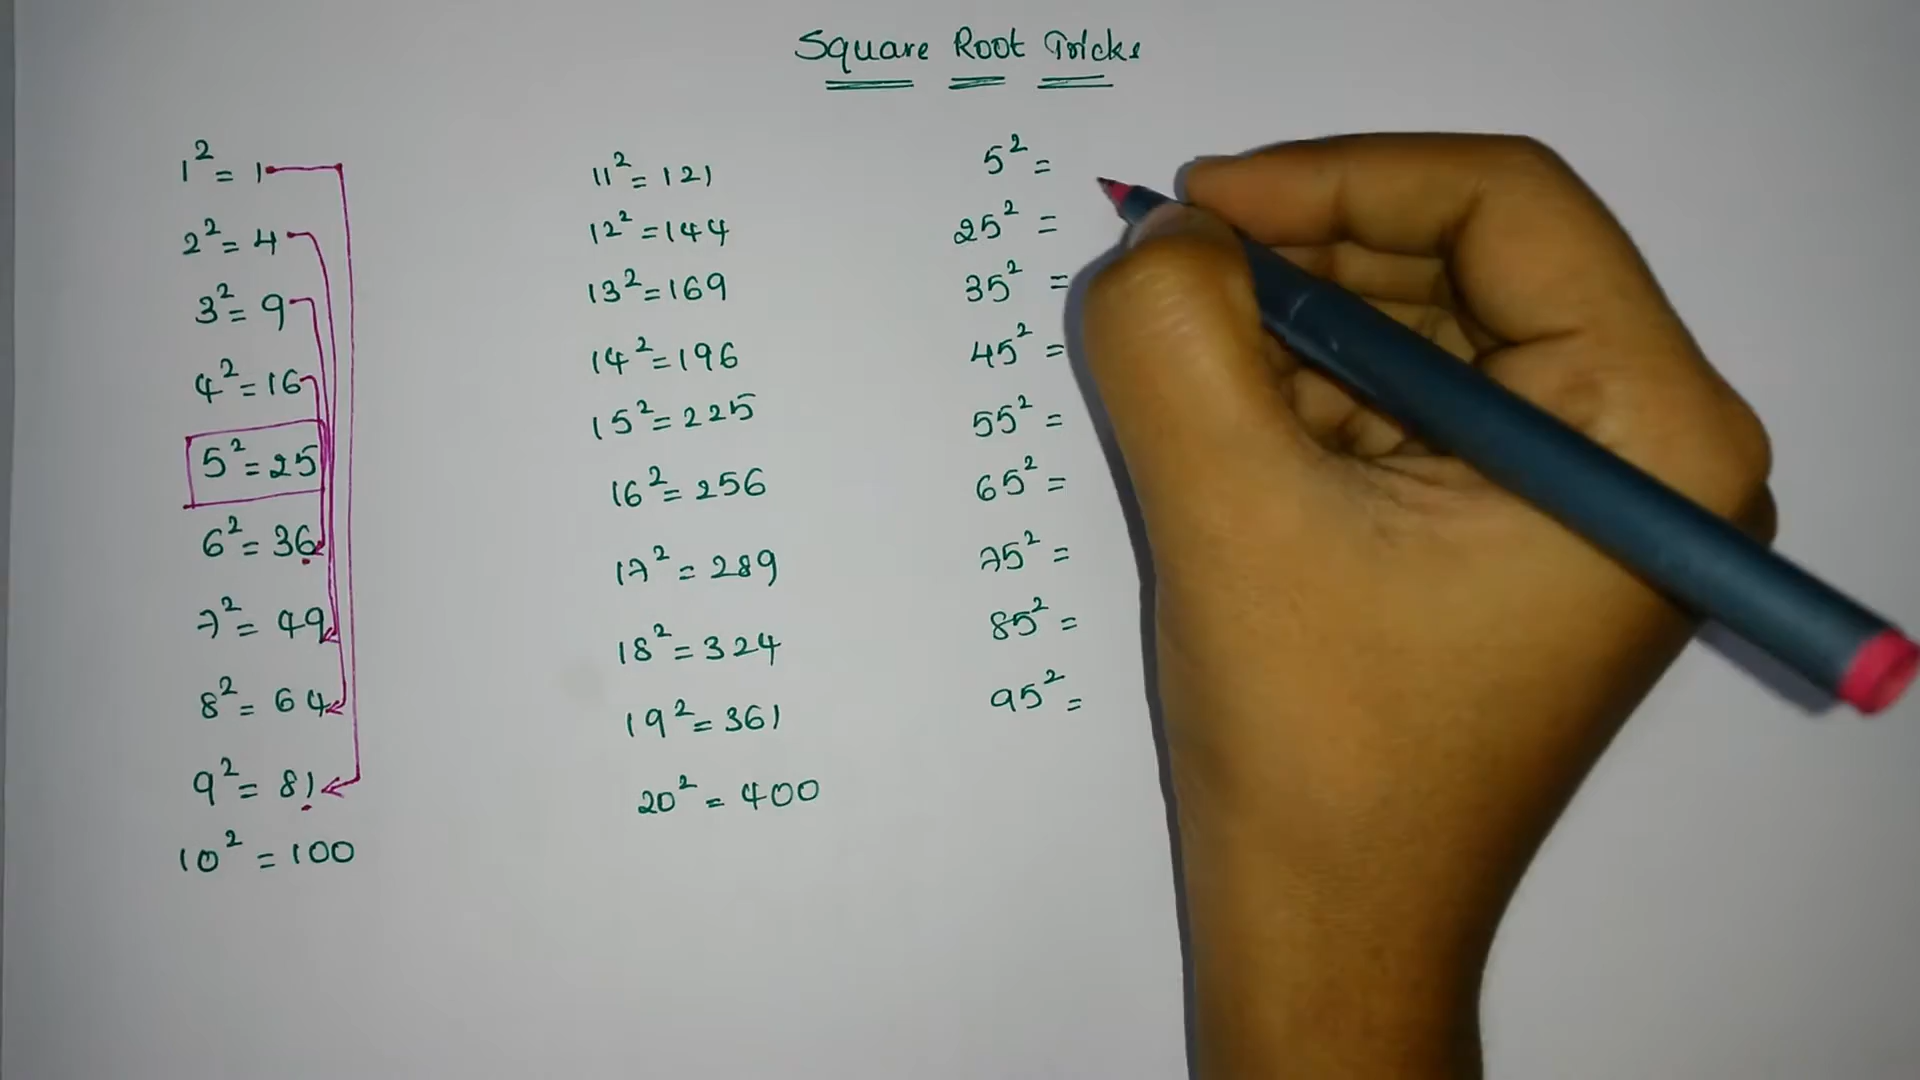 Square Root Tricks
1² = 1
2² = 4
3² = 9
4² = 16
5² = 25
6² = 36
7² = 49
8² = 64
9² = 81
10² = 100
11² = 121
12² = 144
13² = 169
14² = 196
15² = 225
16² = 256
17² = 289
18² = 324
19² = 361
20² = 400
5² =
25² =
35² =
45² =
55² =
65² =
75² =
85² =
95² =